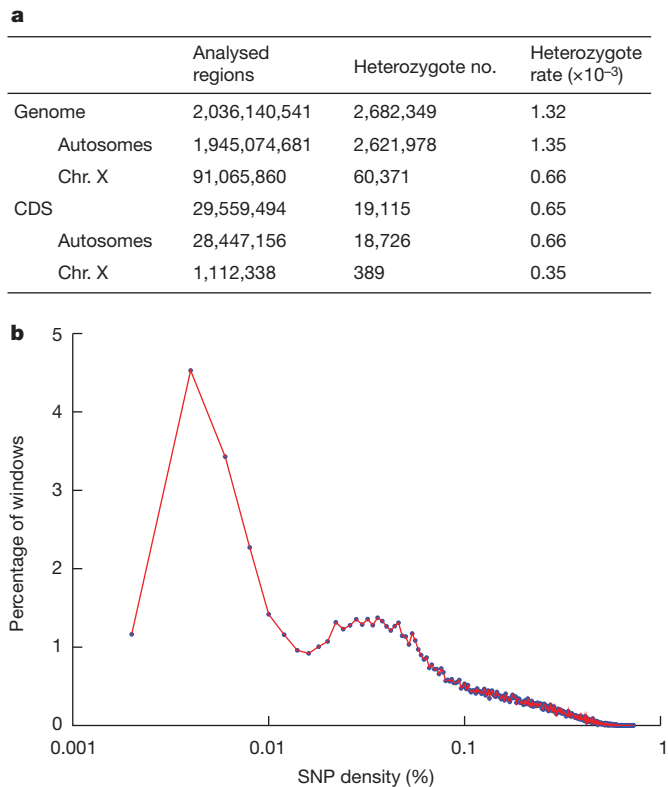 a
Analysed regions Heterozygote no. Heterozygote rate (×10⁻³)
Genome 2,036,140,541 2,682,349 1.32
Autosomes 1,945,074,681 2,621,978 1.35
Chr. X 91,065,860 60,371 0.66
CDS 29,559,494 19,115 0.65
Autosomes 28,447,156 18,726 0.66
Chr. X 1,112,338 389 0.35
b
Percentage of windows
5
4
3
2
1
0
0.001 0.01 0.1 1
SNP density (%)